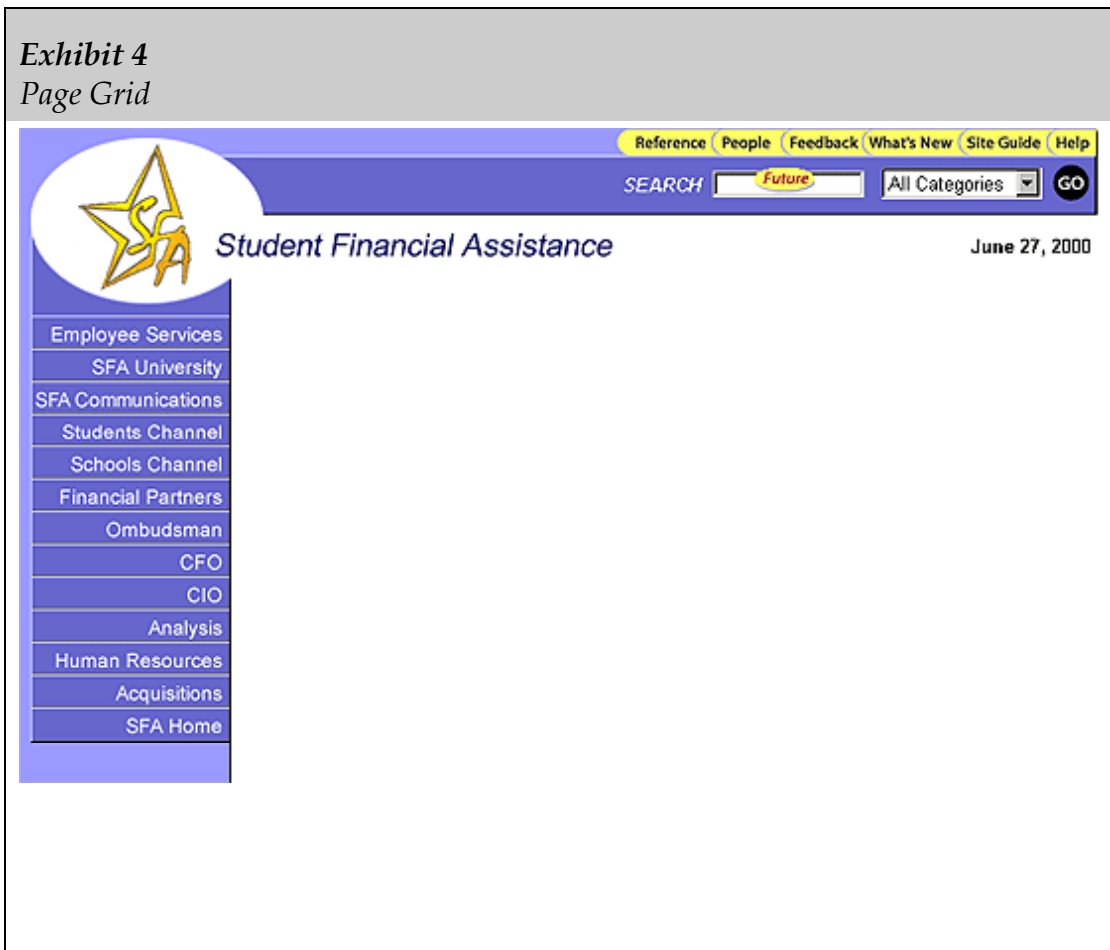 Exhibit 4
Page Grid
Reference People Feedback What's New Site Guide Help
SEARCH Future All Categories GO
SFA
Student Financial Assistance June 27, 2000
Employee Services
SFA University
SFA Communications
Students Channel
Schools Channel
Financial Partners
Ombudsman
CFO
CIO
Analysis
Human Resources
Acquisitions
SFA Home